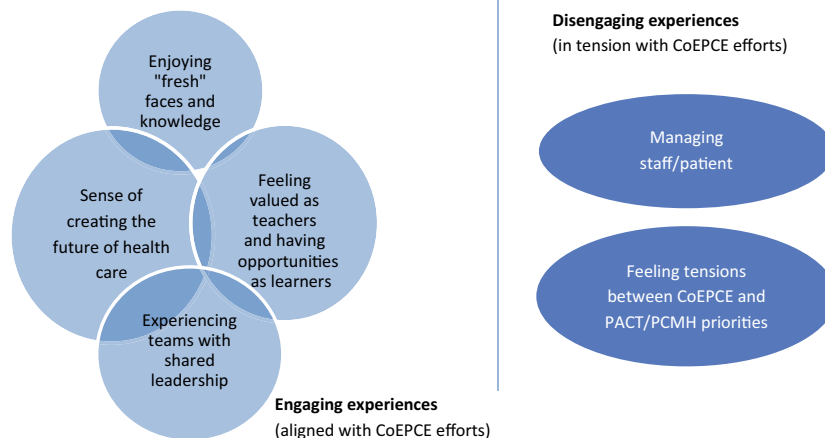 Enjoying
"fresh"
faces and
knowledge
Sense of
creating the
future of health
care
Feeling
valued as
teachers
and having
opportunities
as learners
Experiencing
teams with
shared
leadership
Engaging experiences
(aligned with CoEPCE efforts)
Disengaging experiences
(in tension with CoEPCE efforts)
Managing
staff/patient
Feeling tensions
between CoEPCE and
PACT/PCMH priorities